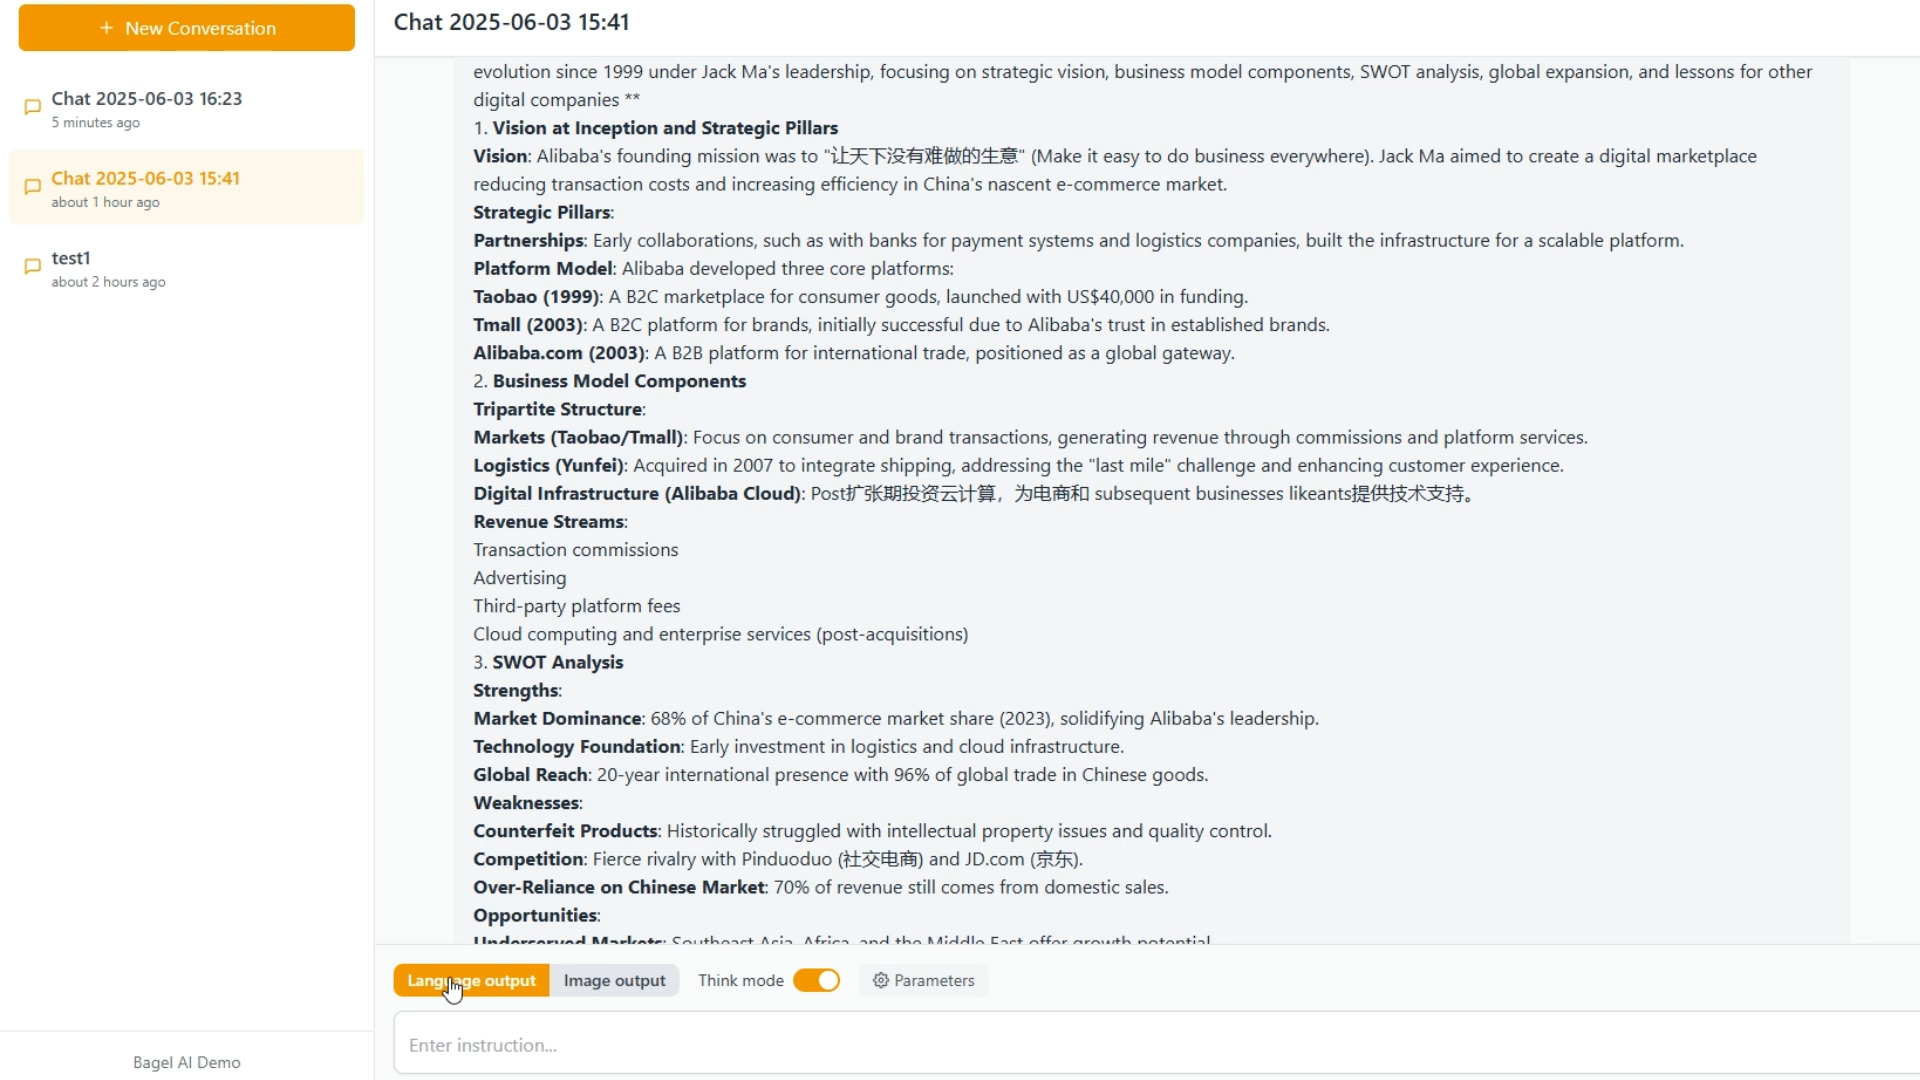 + New Conversation
Chat 2025-06-03 16:23
5 minutes ago
Chat 2025-06-03 15:41
about 1 hour ago
test1
about 2 hours ago
Bagel AI Demo
Chat 2025-06-03 15:41
evolution since 1999 under Jack Ma's leadership, focusing on strategic vision, business model components, SWOT analysis, global expansion, and lessons for other
digital companies **
1. Vision at Inception and Strategic Pillars
Vision: Alibaba's founding mission was to "让天下没有难做的生意" (Make it easy to do business everywhere). Jack Ma aimed to create a digital marketplace
reducing transaction costs and increasing efficiency in China's nascent e-commerce market.
Strategic Pillars:
Partnerships: Early collaborations, such as with banks for payment systems and logistics companies, built the infrastructure for a scalable platform.
Platform Model: Alibaba developed three core platforms:
Taobao (1999): A B2C marketplace for consumer goods, launched with US$40,000 in funding.
Tmall (2003): A B2C platform for brands, initially successful due to Alibaba's trust in established brands.
Alibaba.com (2003): A B2B platform for international trade, positioned as a global gateway.
2. Business Model Components
Tripartite Structure:
Markets (Taobao/Tmall): Focus on consumer and brand transactions, generating revenue through commissions and platform services.
Logistics (Yunfei): Acquired in 2007 to integrate shipping, addressing the "last mile" challenge and enhancing customer experience.
Digital Infrastructure (Alibaba Cloud): Post扩张期投资云计算，为电商和 subsequent businesses likeants提供技术支持。
Revenue Streams:
Transaction commissions
Advertising
Third-party platform fees
Cloud computing and enterprise services (post-acquisitions)
3. SWOT Analysis
Strengths:
Market Dominance: 68% of China's e-commerce market share (2023), solidifying Alibaba's leadership.
Technology Foundation: Early investment in logistics and cloud infrastructure.
Global Reach: 20-year international presence with 96% of global trade in Chinese goods.
Weaknesses:
Counterfeit Products: Historically struggled with intellectual property issues and quality control.
Competition: Fierce rivalry with Pinduoduo (社交电商) and JD.com (京东).
Over-Reliance on Chinese Market: 70% of revenue still comes from domestic sales.
Opportunities:
Underserved Markets: Southeast Asia, Africa, and the Middle East offer growth potential.
Language output
Image output
Think mode
Parameters
Enter instruction...